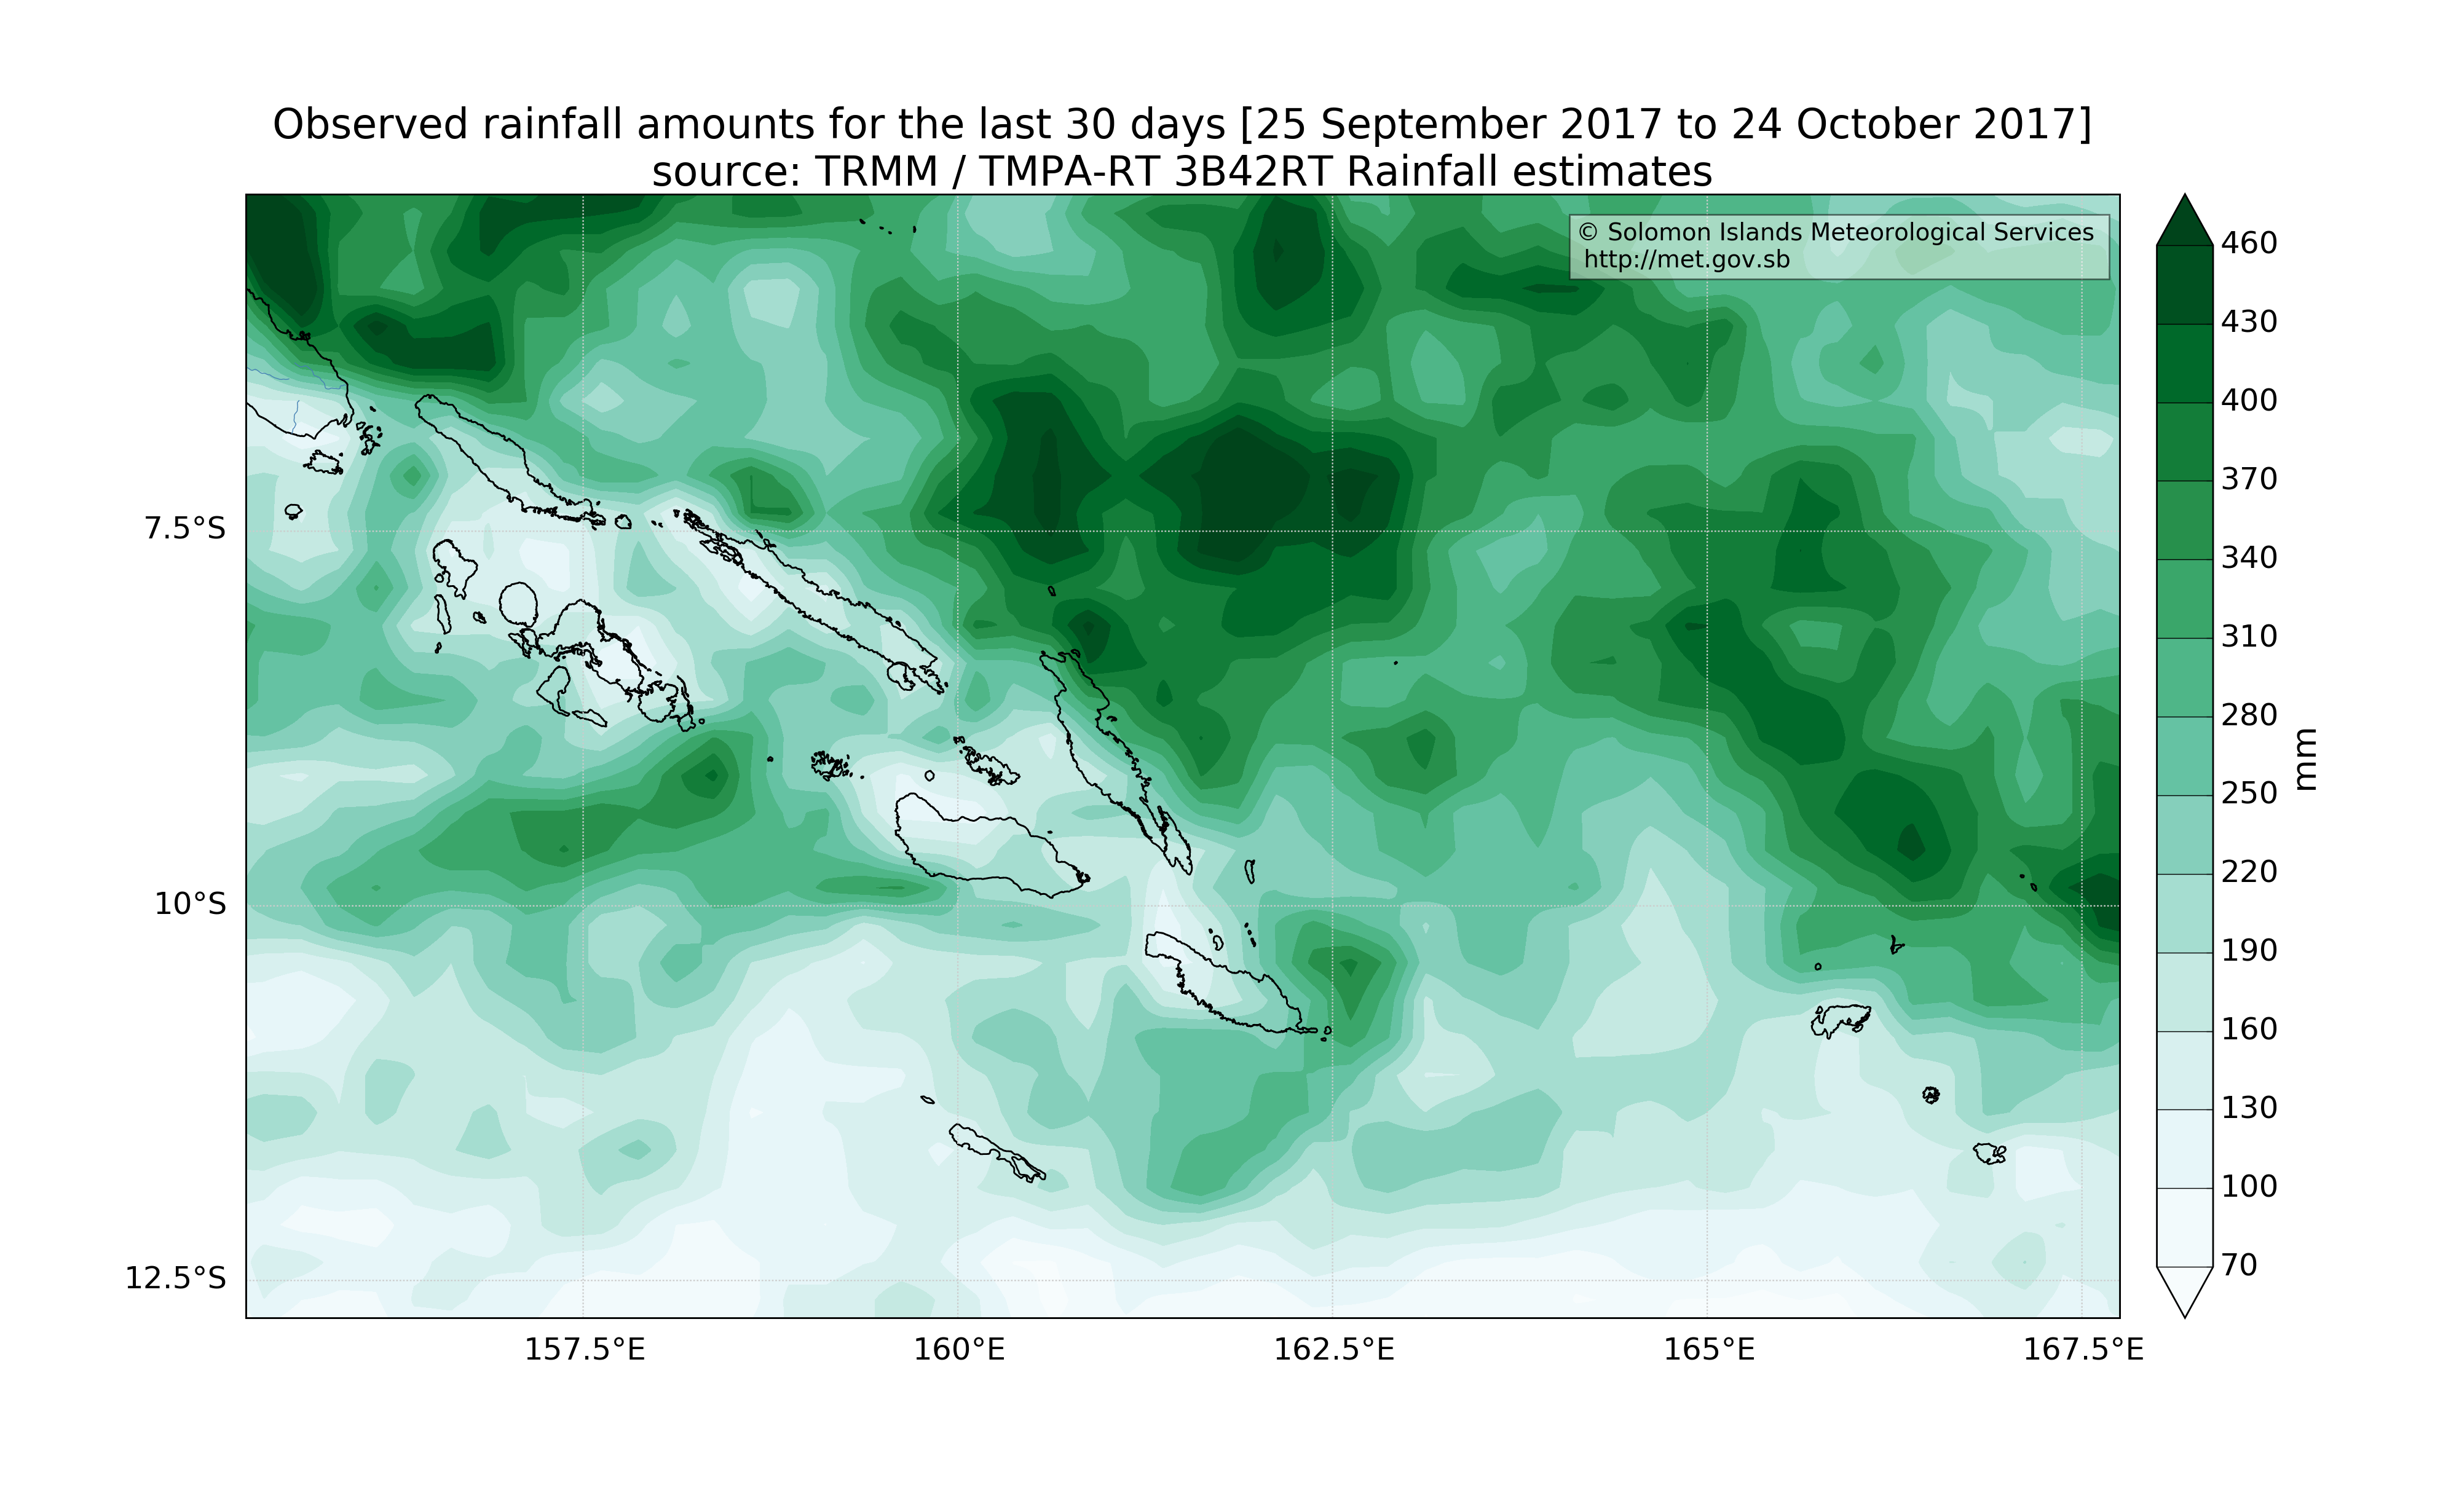 Observed rainfall amounts for the last 30 days [25 September 2017 to 24 October 2017]
source: TRMM / TMPA-RT 3B42RT Rainfall estimates
© Solomon Islands Meteorological Services
http://met.gov.sb
7.5°S
10°S
12.5°S
157.5°E
160°E
162.5°E
165°E
167.5°E
460
430
400
370
340
310
280
250
220
190
160
130
100
70
mm